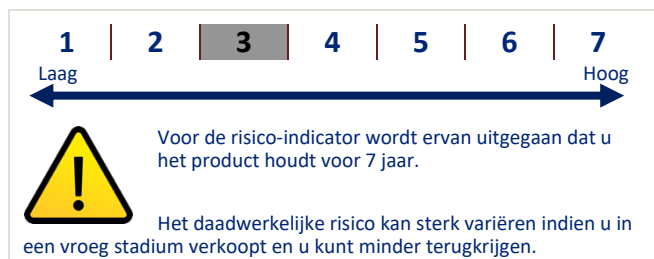 1 2 3 4 5 6 7
Laag Hoog
!
Voor de risico-indicator wordt ervan uitgegaan dat u
het product houdt voor 7 jaar.
Het daadwerkelijke risico kan sterk variëren indien u in
een vroeg stadium verkoopt en u kunt minder terugkrijgen.